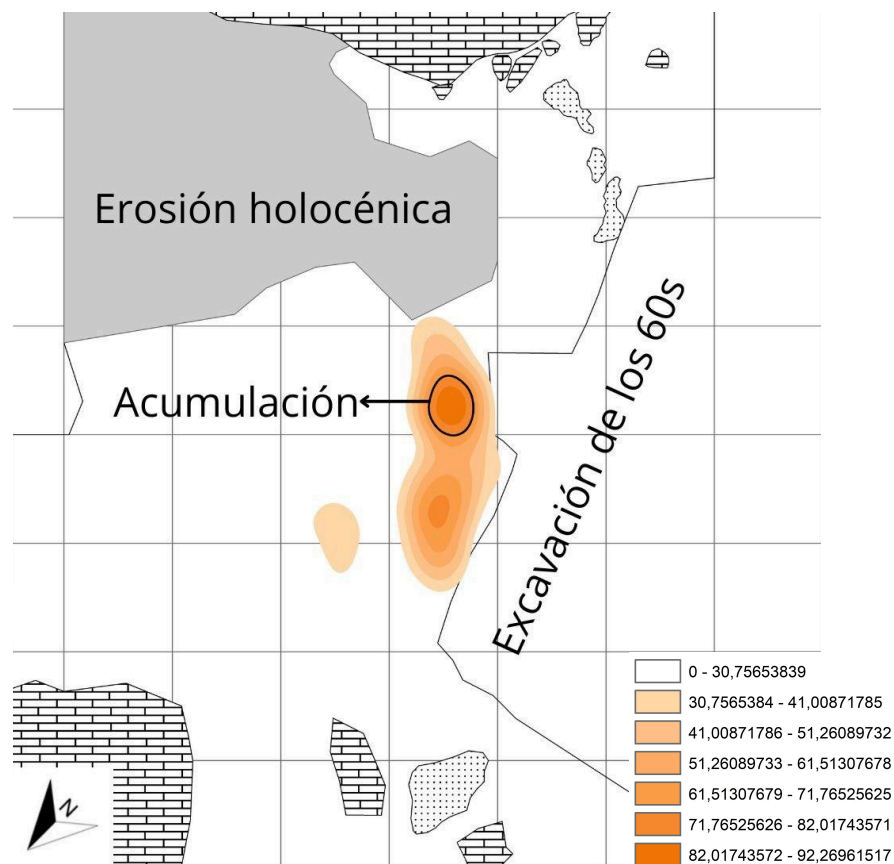 Erosión holocénica
Acumulación
Excavación de los 60s
N
0 - 30,75653839
30,7565384 - 41,00871785
41,00871786 - 51,26089732
51,26089733 - 61,51307678
61,51307679 - 71,76525625
71,76525626 - 82,01743571
82,01743572 - 92,26961517